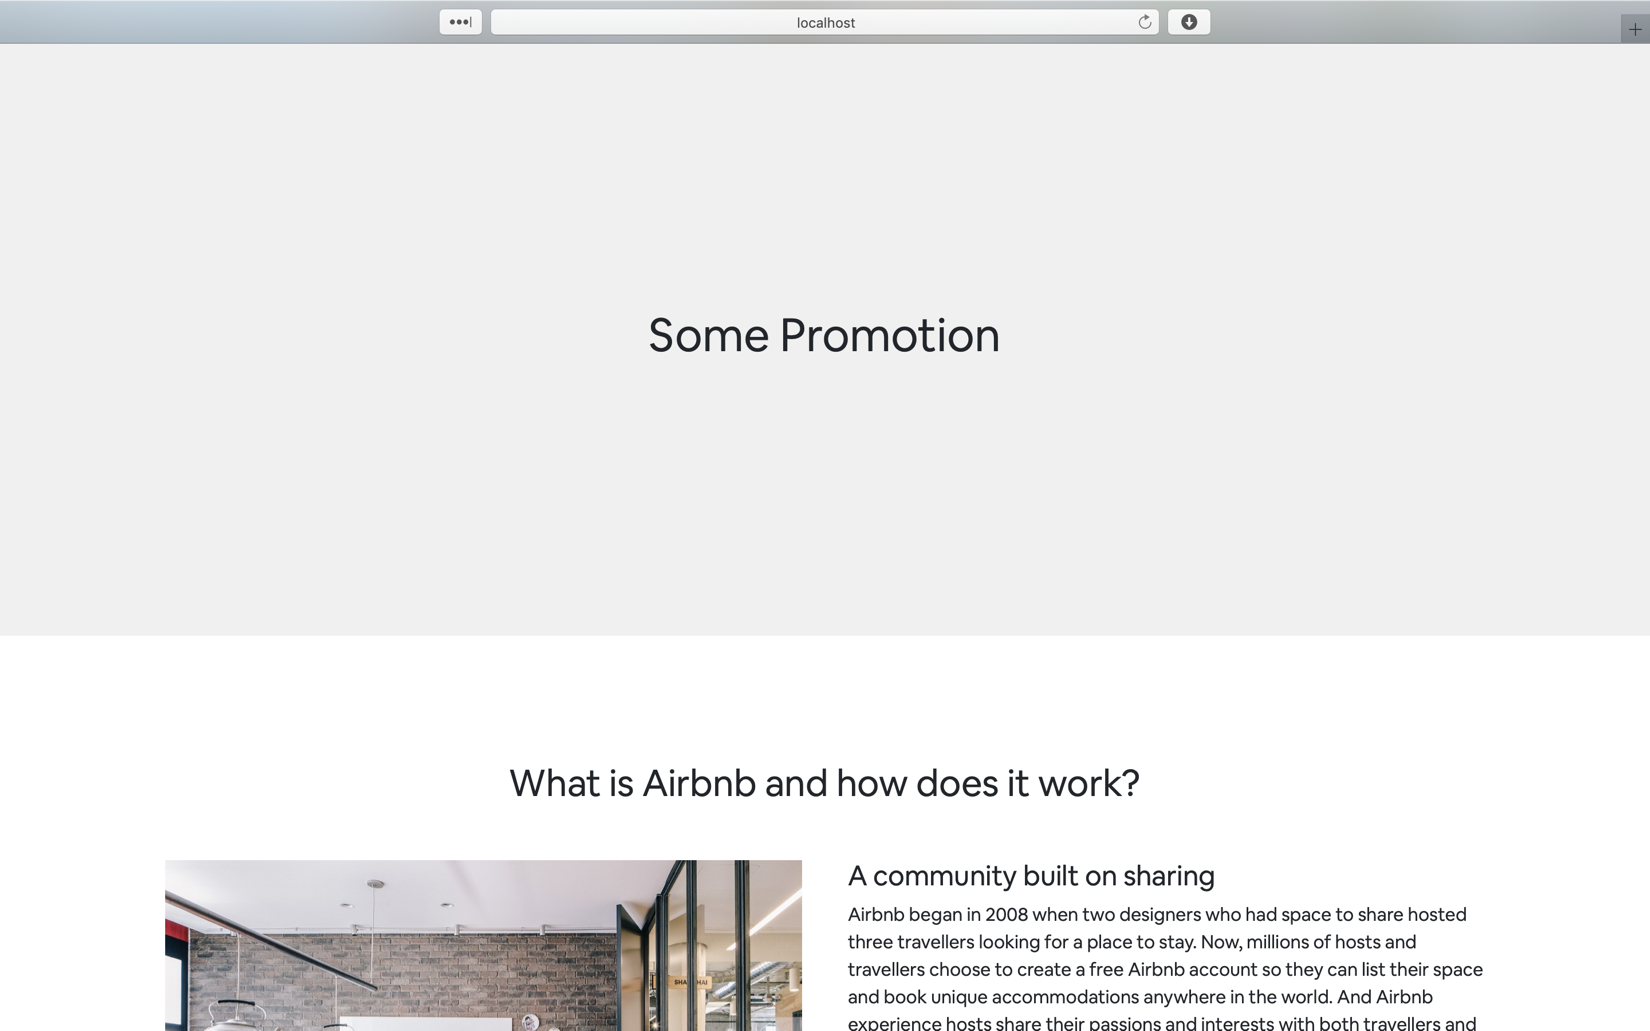 localhost
Some Promotion
What is Airbnb and how does it work?
A community built on sharing
Airbnb began in 2008 when two designers who had space to share hosted
three travellers looking for a place to stay. Now, millions of hosts and
travellers choose to create a free Airbnb account so they can list their space
and book unique accommodations anywhere in the world. And Airbnb
experience hosts share their passions and interests with both travellers and